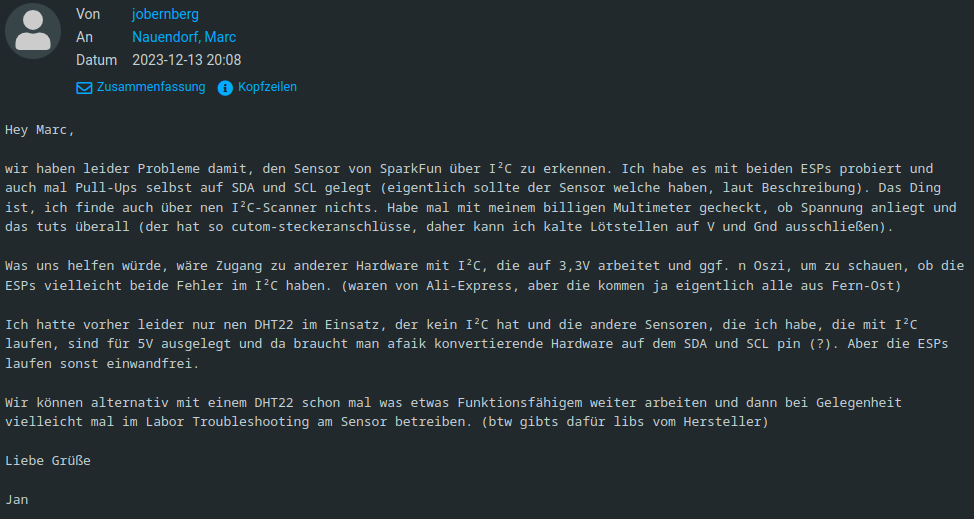 Von jobernberg
An Nauendorf, Marc
Datum 2023-12-13 20:08
Zusammenfassung Kopfzeilen
Hey Marc,
wir haben leider Probleme damit, den Sensor von SparkFun über I²C zu erkennen. Ich habe es mit beiden ESPs probiert und
auch mal Pull-Ups selbst auf SDA und SCL gelegt (eigentlich sollte der Sensor welche haben, laut Beschreibung). Das Ding
ist, ich finde auch über nen I²C-Scanner nichts. Habe mal mit meinem billigen Multimeter gecheckt, ob Spannung anliegt und
das tuts überall (der hat so cutom-steckeranschlüsse, daher kann ich kalte Lötstellen auf V und Gnd ausschließen).
Was uns helfen würde, wäre Zugang zu anderer Hardware mit I²C, die auf 3,3V arbeitet und ggf. n Oszi, um zu schauen, ob die
ESPs vielleicht beide Fehler im I²C haben. (waren von Ali-Express, aber die kommen ja eigentlich alle aus Fern-Ost)
Ich hatte vorher leider nur nen DHT22 im Einsatz, der kein I²C hat und die andere Sensoren, die ich habe, die mit I²C
laufen, sind für 5V ausgelegt und da braucht man afaik konvertierende Hardware auf dem SDA und SCL pin (?). Aber die ESPs
laufen sonst einwandfrei.
Wir können alternativ mit einem DHT22 schon mal was etwas Funktionsfähigem weiter arbeiten und dann bei Gelegenheit
vielleicht mal im Labor Troubleshooting am Sensor betreiben. (btw gibts dafür libs vom Hersteller)
Liebe Grüße
Jan